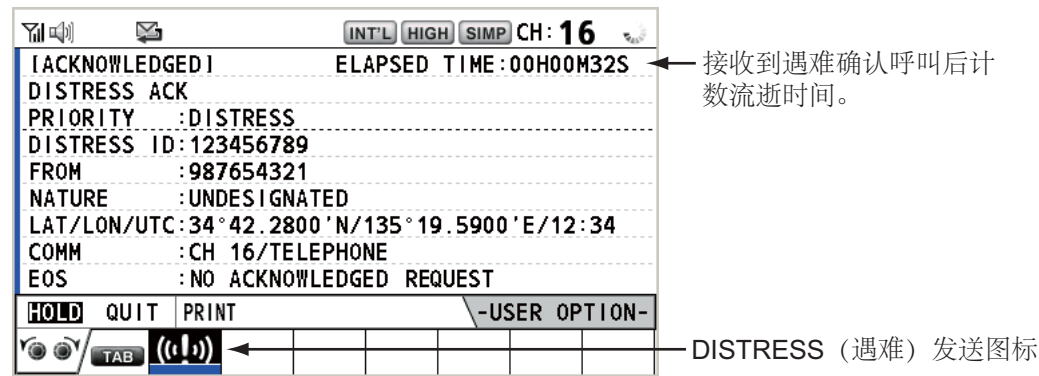 INT'L HIGH SIMP CH:16
[ACKNOWLEDGED] ELAPSED TIME:00H00M32S
接收到遇难确认呼叫后计
数流逝时间。
DISTRESS ACK
PRIORITY :DISTRESS
DISTRESS ID:123456789
FROM :987654321
NATURE :UNDESIGNATED
LAT/LON/UTC:34°42.2800'N/135°19.5900'E/12:34
COMM :CH 16/TELEPHONE
EOS :NO ACKNOWLEDGED REQUEST
HOLD QUIT PRINT -USER OPTION-
TAB
DISTRESS（遇难）发送图标